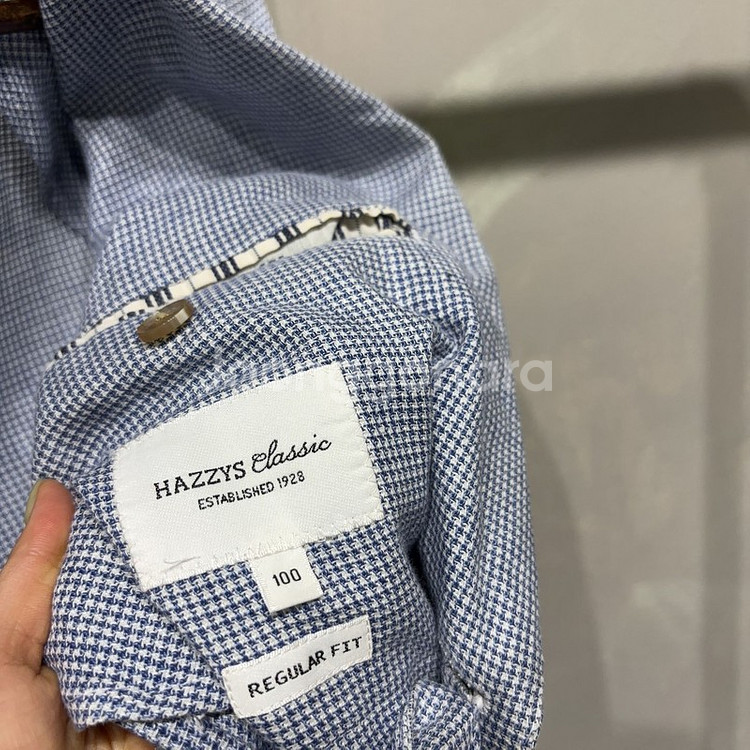 HAZZYS Classic
ESTABLISHED 1928
100
REGULAR FIT